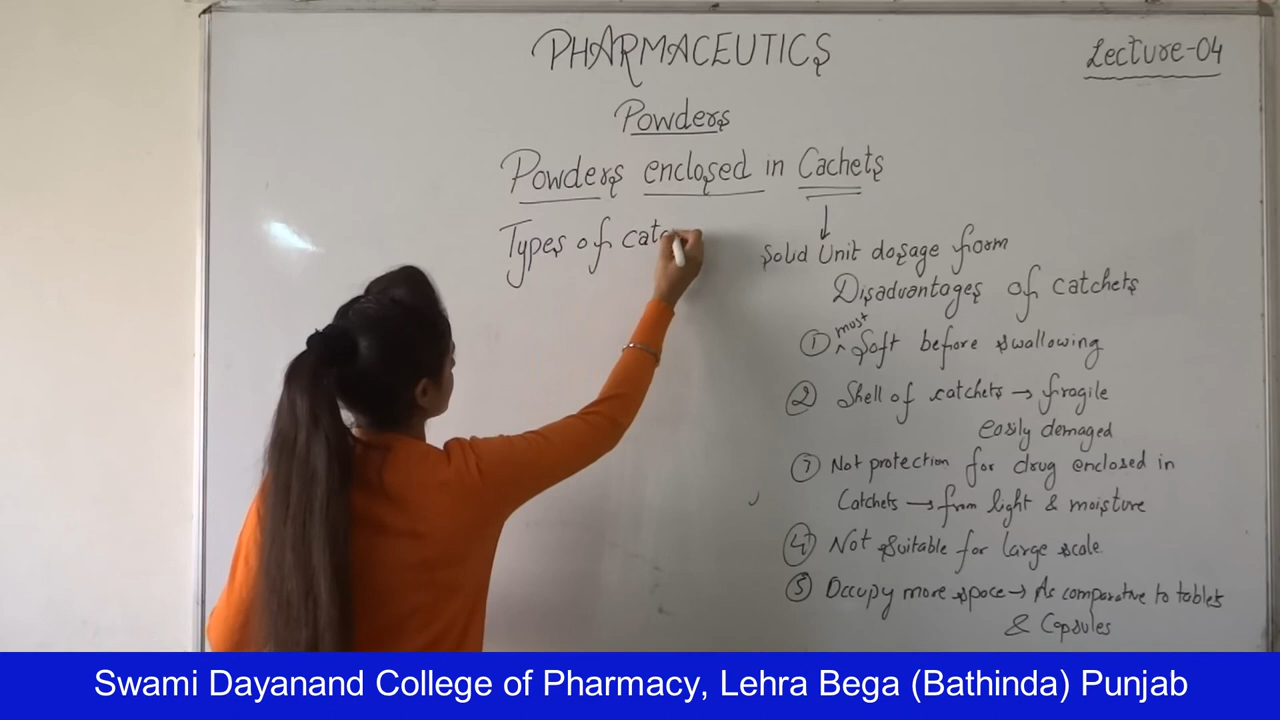 PHARMACEUTICS
Lecture-04
Powders
Powders enclosed in Cachets
Types of catc
↓
Solid Unit dosage form
Disadvantages of catchets
① must ^ Soft before swallowing
② Shell of catchets → fragile
easily damaged
③ Not protection for drug enclosed in
Catchets → from light & moisture
④ Not suitable for large scale
⑤ Occupy more space → As comparative to tablets
& Capsules
Swami Dayanand College of Pharmacy, Lehra Bega (Bathinda) Punjab